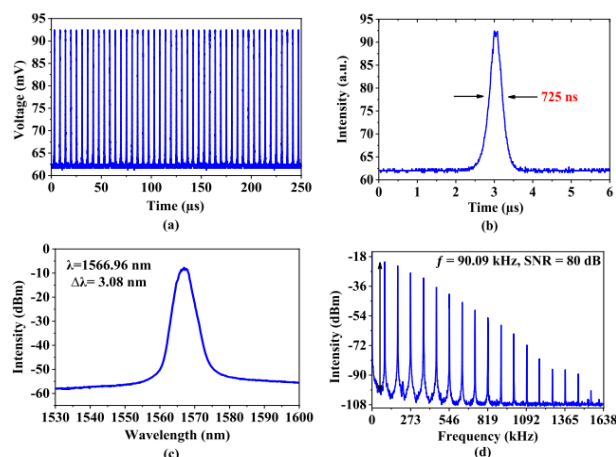 95
90
85
80
75
70
65
60
Voltage (mV)
0 50 100 150 200 250
Time (µs)
(a)
95
90
85
80
75
70
65
60
Intensity (a.u.)
725 ns
0 1 2 3 4 5 6
Time (µs)
(b)
0
-10
-20
-30
-40
-50
-60
Intensity (dBm)
λ=1566.96 nm
Δλ= 3.08 nm
1530 1540 1550 1560 1570 1580 1590 1600
Wavelength (nm)
(c)
-18
-36
-54
-72
-90
-108
Intensity (dBm)
f = 90.09 kHz, SNR = 80 dB
0 273 546 819 1092 1365 1638
Frequency (kHz)
(d)